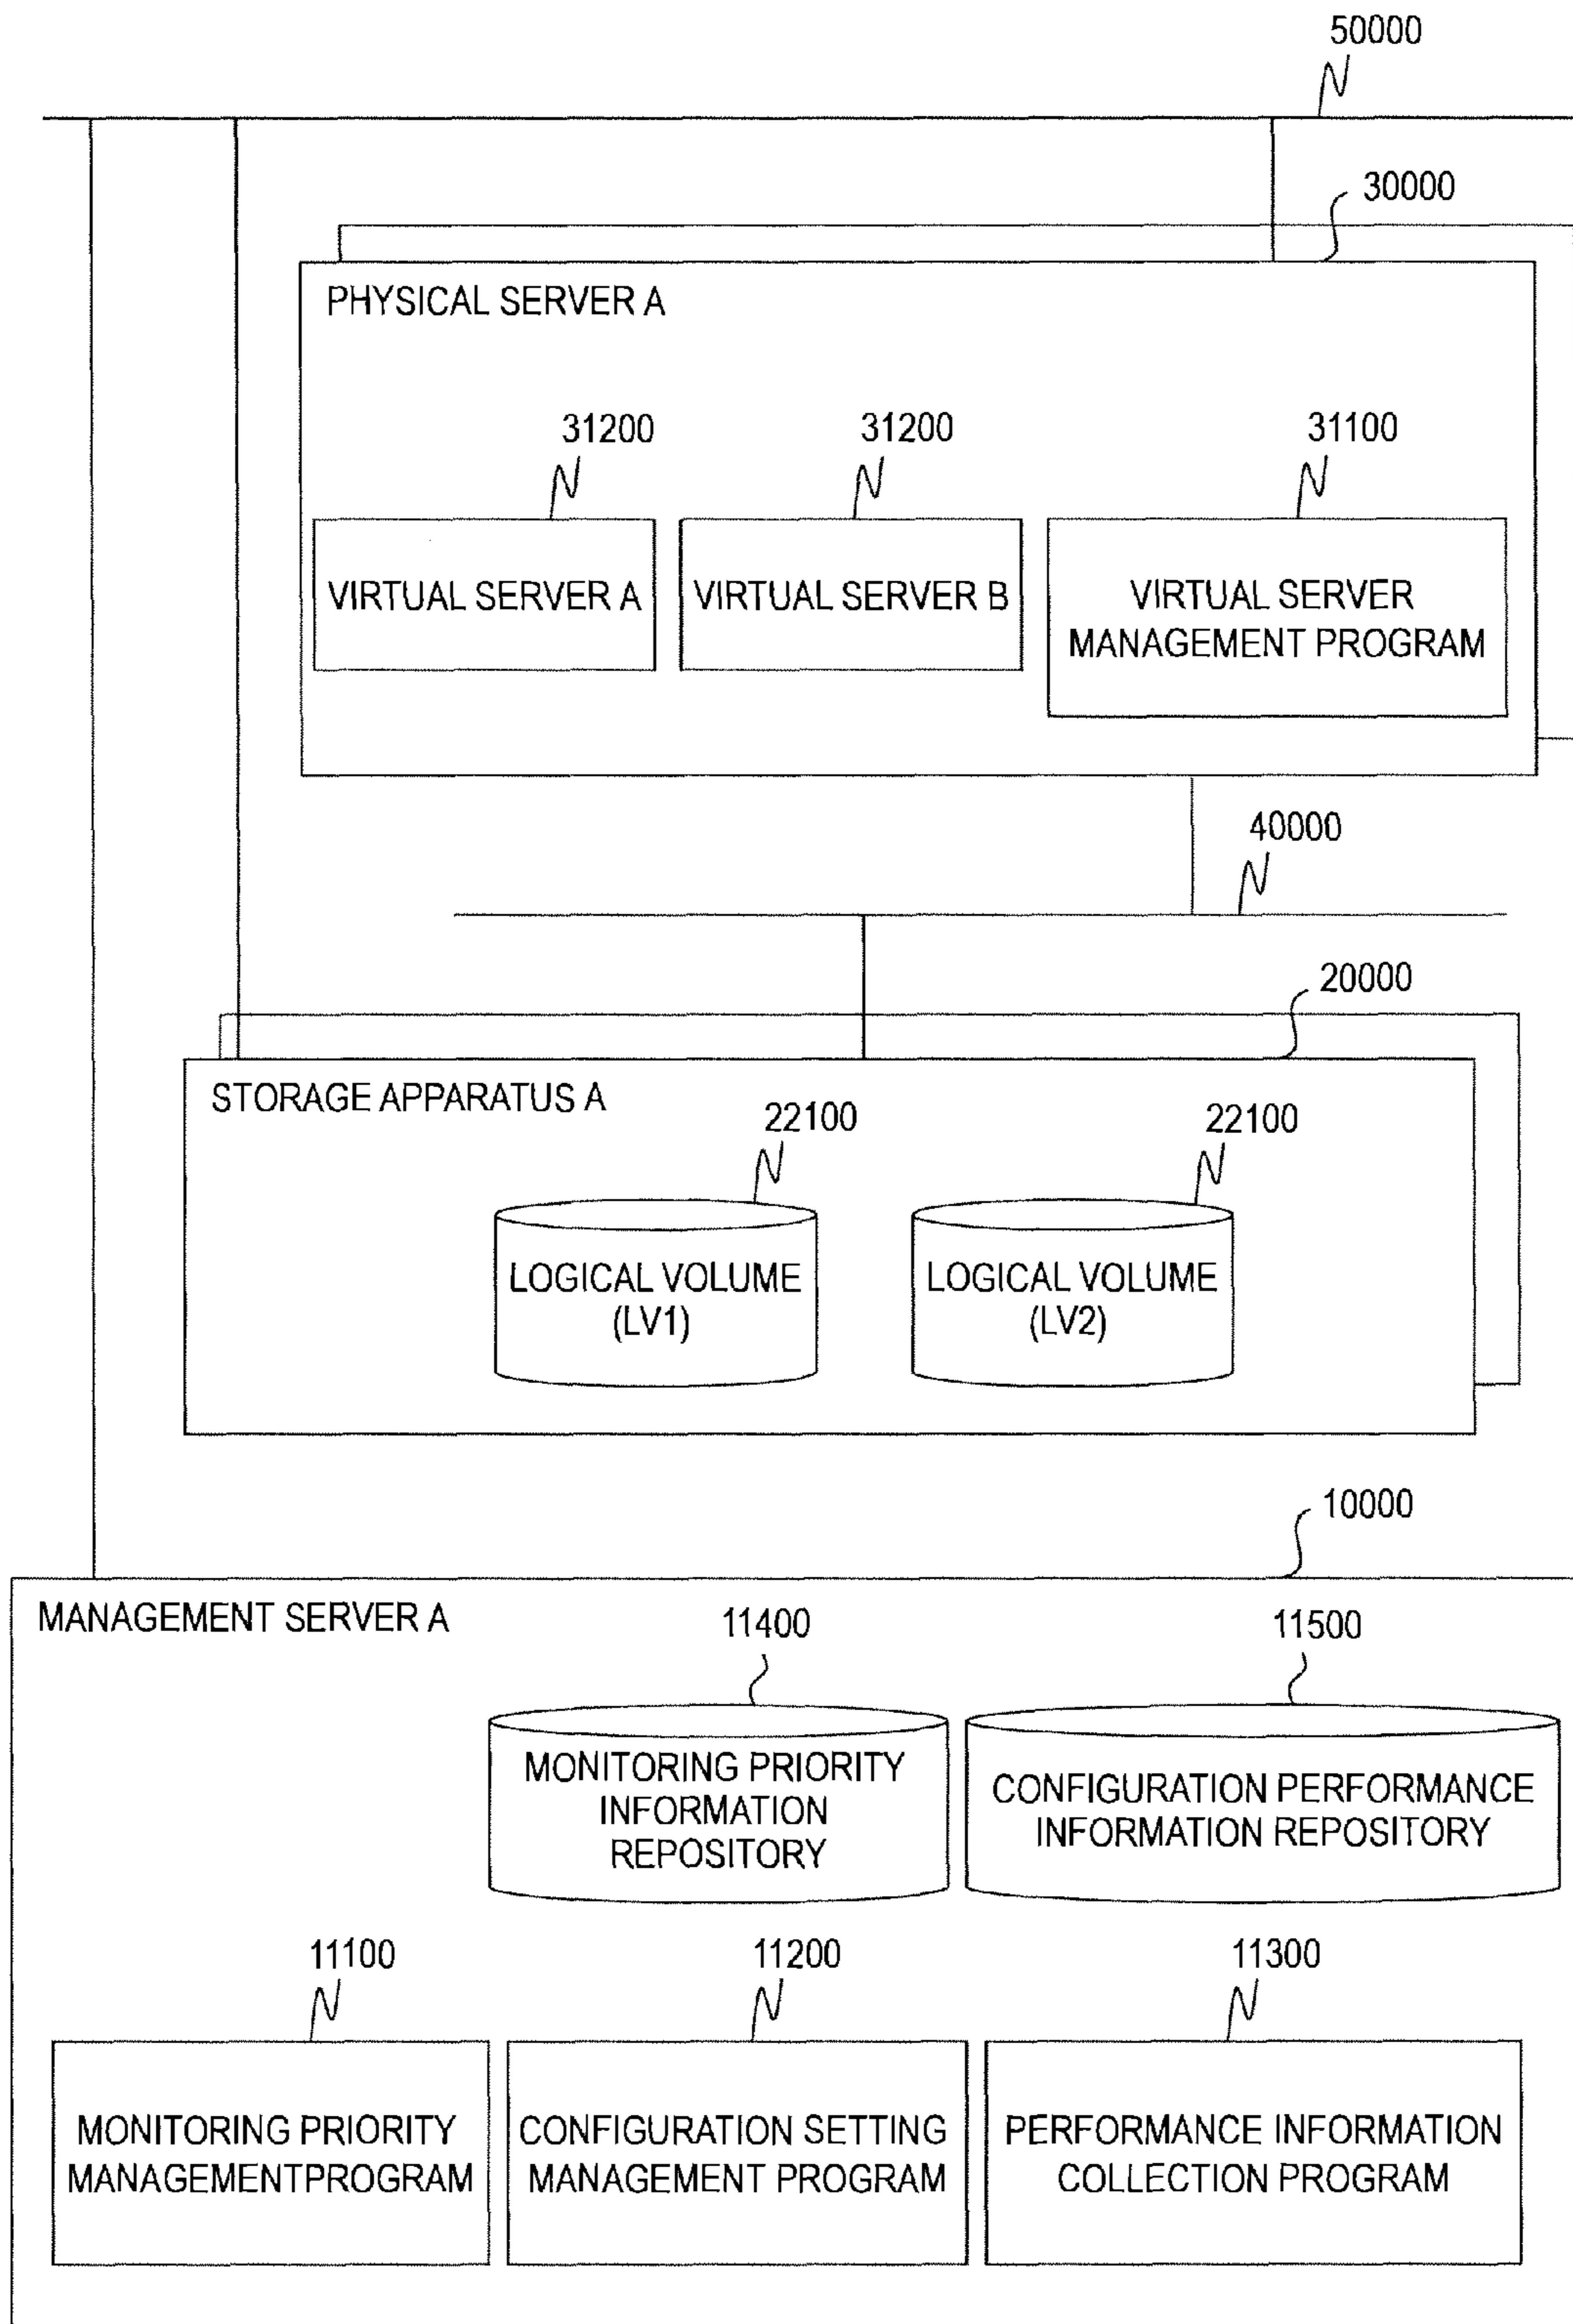 50000
30000
PHYSICAL SERVER A
31200
31200
31100
VIRTUAL SERVER A
VIRTUAL SERVER B
VIRTUAL SERVER
MANAGEMENT PROGRAM
40000
20000
STORAGE APPARATUS A
22100
22100
LOGICAL VOLUME
(LV1)
LOGICAL VOLUME
(LV2)
10000
MANAGEMENT SERVER A
11400
11500
MONITORING PRIORITY
INFORMATION
REPOSITORY
CONFIGURATION PERFORMANCE
INFORMATION REPOSITORY
11100
11200
11300
MONITORING PRIORITY
MANAGEMENTPROGRAM
CONFIGURATION SETTING
MANAGEMENT PROGRAM
PERFORMANCE INFORMATION
COLLECTION PROGRAM